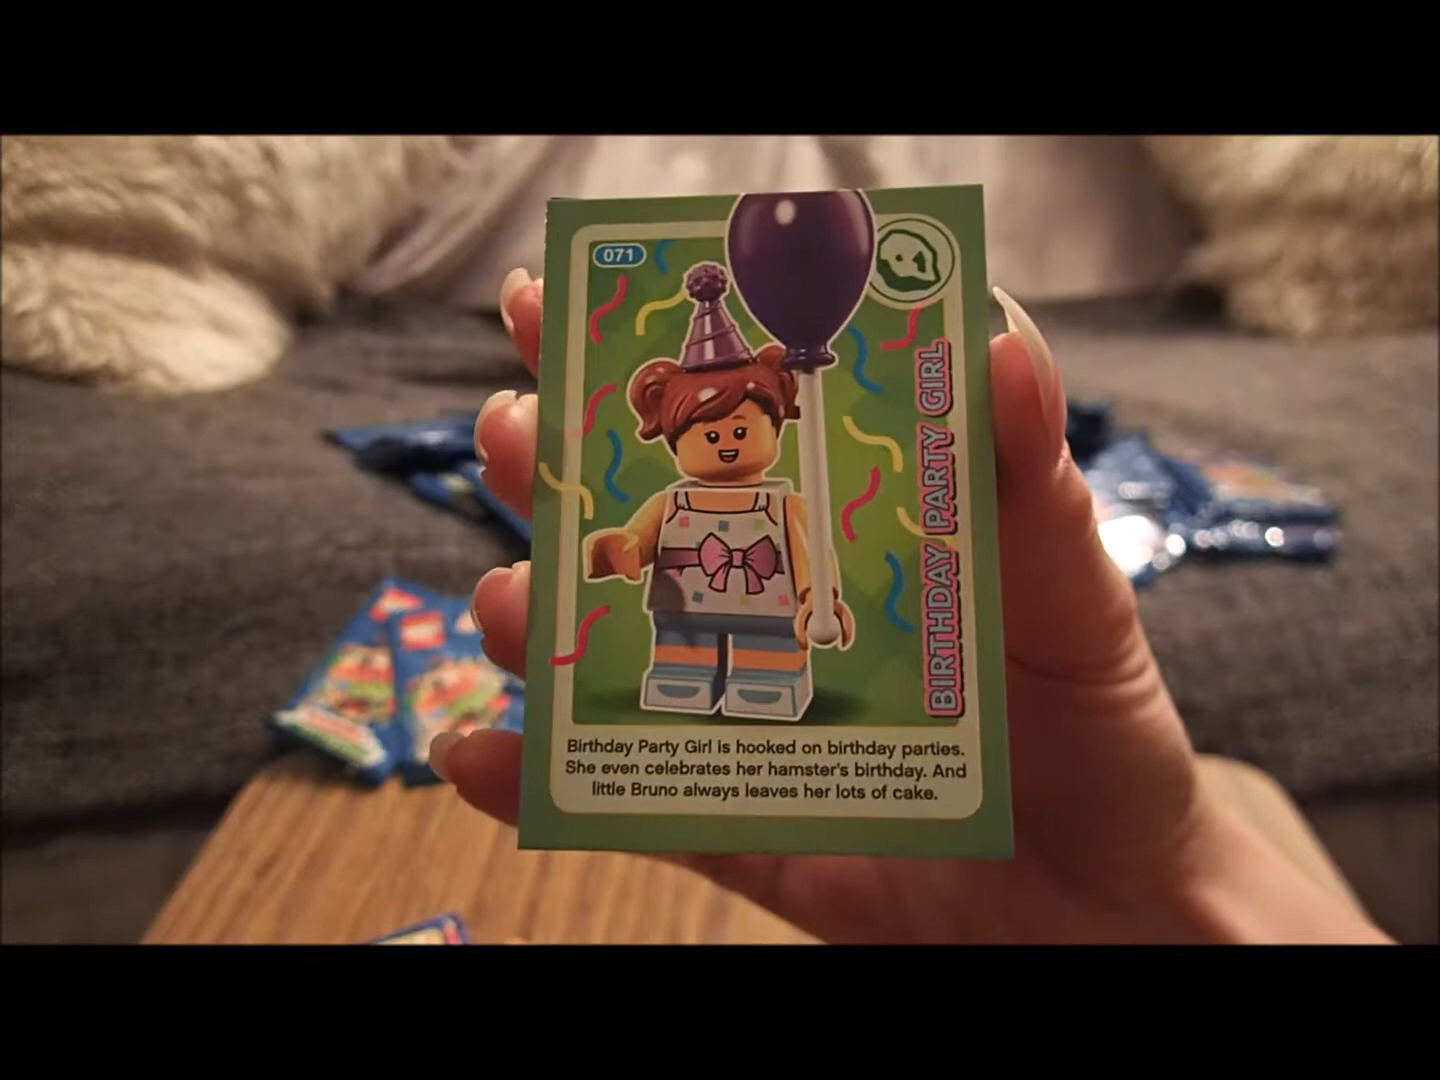 071
BIRTHDAY PARTY GIRL
Birthday Party Girl is hooked on birthday parties.
She even celebrates her hamster's birthday. And
little Bruno always leaves her lots of cake.